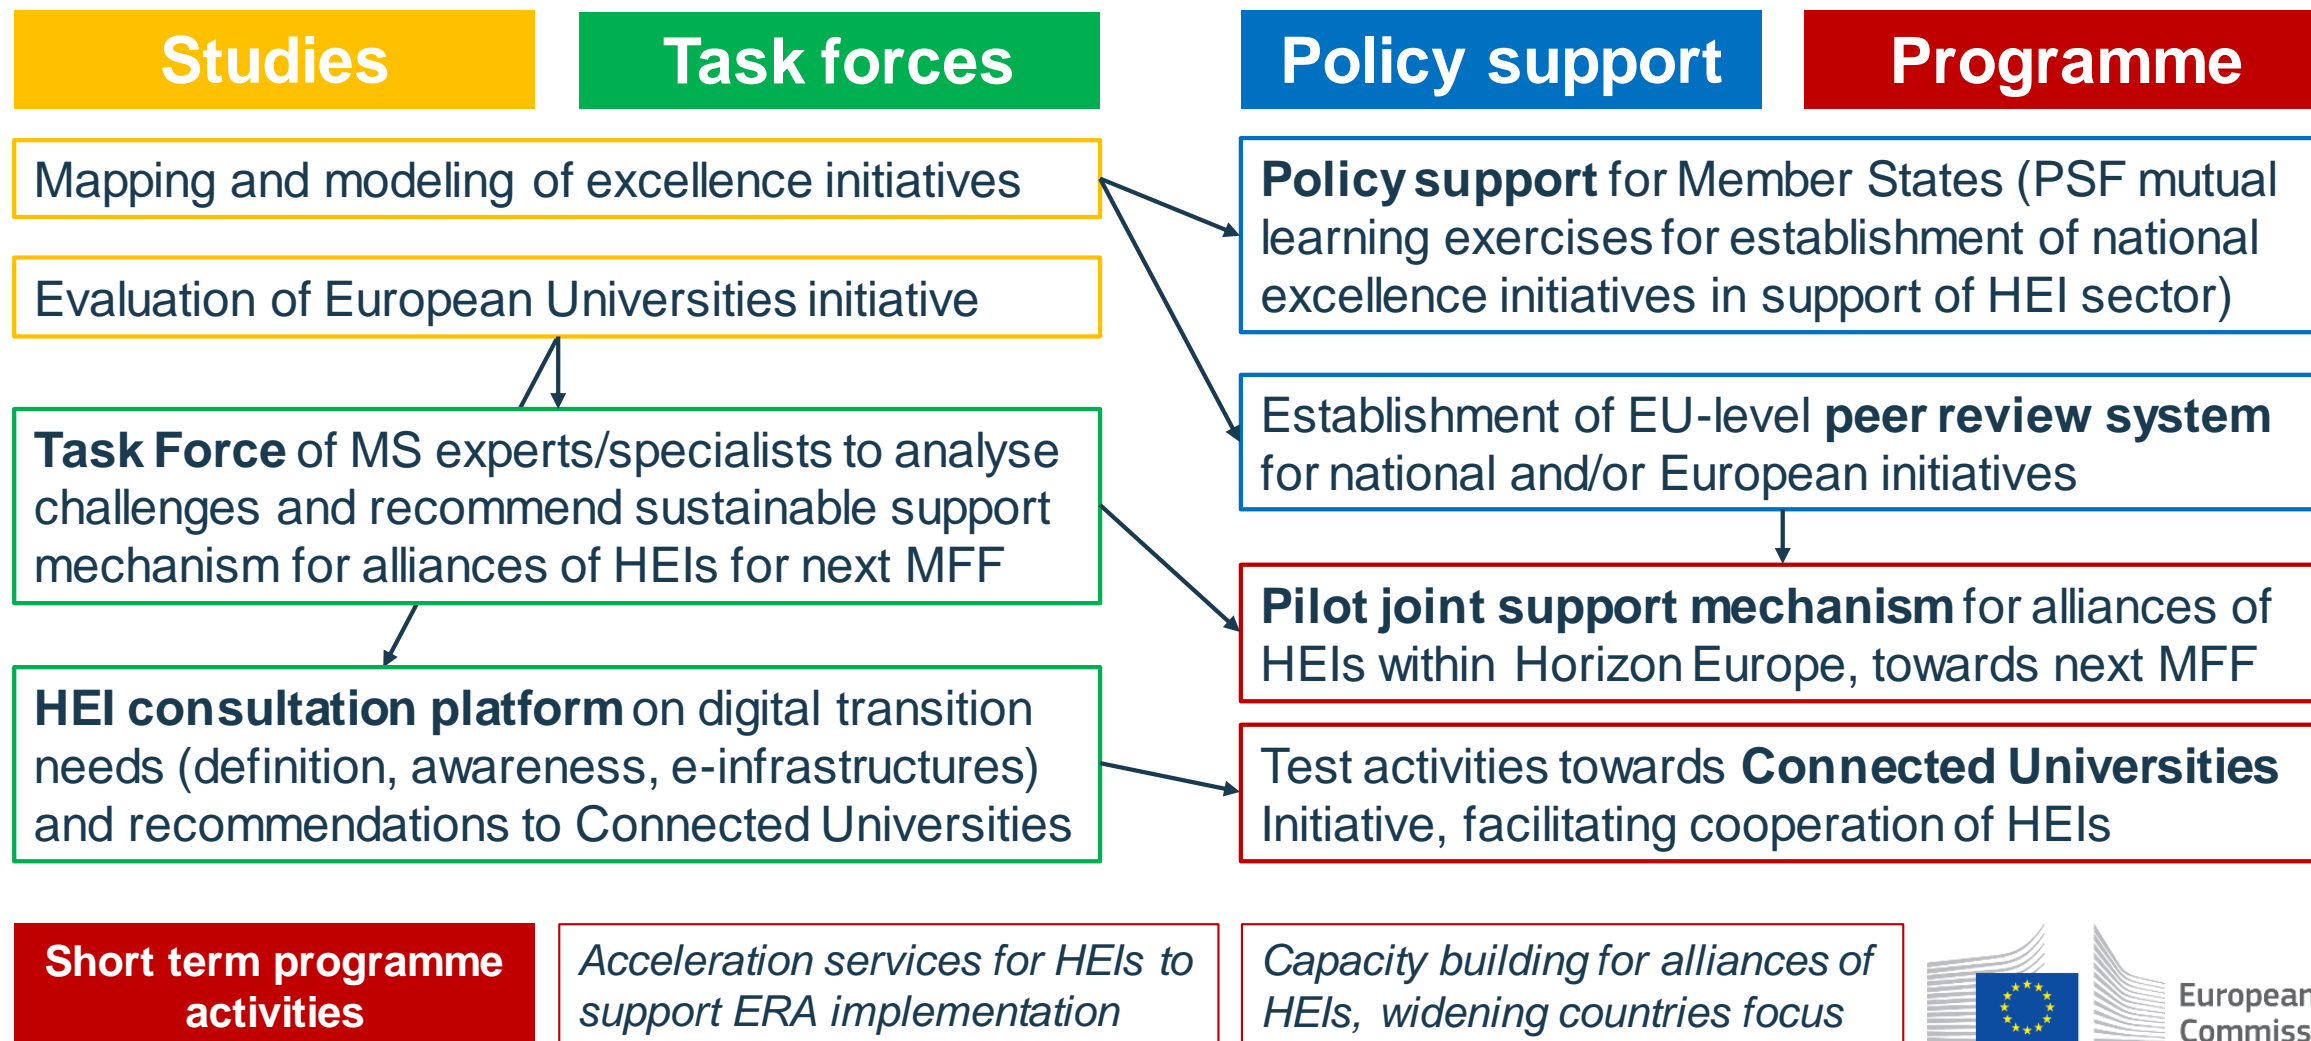 Studies
Task forces
Policy support
Programme
Mapping and modeling of excellence initiatives
Evaluation of European Universities initiative
Task Force of MS experts/specialists to analyse
challenges and recommend sustainable support
mechanism for alliances of HEIs for next MFF
HEI consultation platform on digital transition
needs (definition, awareness, e-infrastructures)
and recommendations to Connected Universities
Policy support for Member States (PSF mutual
learning exercises for establishment of national
excellence initiatives in support of HEI sector)
Establishment of EU-level peer review system
for national and/or European initiatives
Pilot joint support mechanism for alliances of
HEIs within Horizon Europe, towards next MFF
Test activities towards Connected Universities
Initiative, facilitating cooperation of HEIs
Short term programme
activities
Acceleration services for HEIs to
support ERA implementation
Capacity building for alliances of
HEIs, widening countries focus
European
Commiss